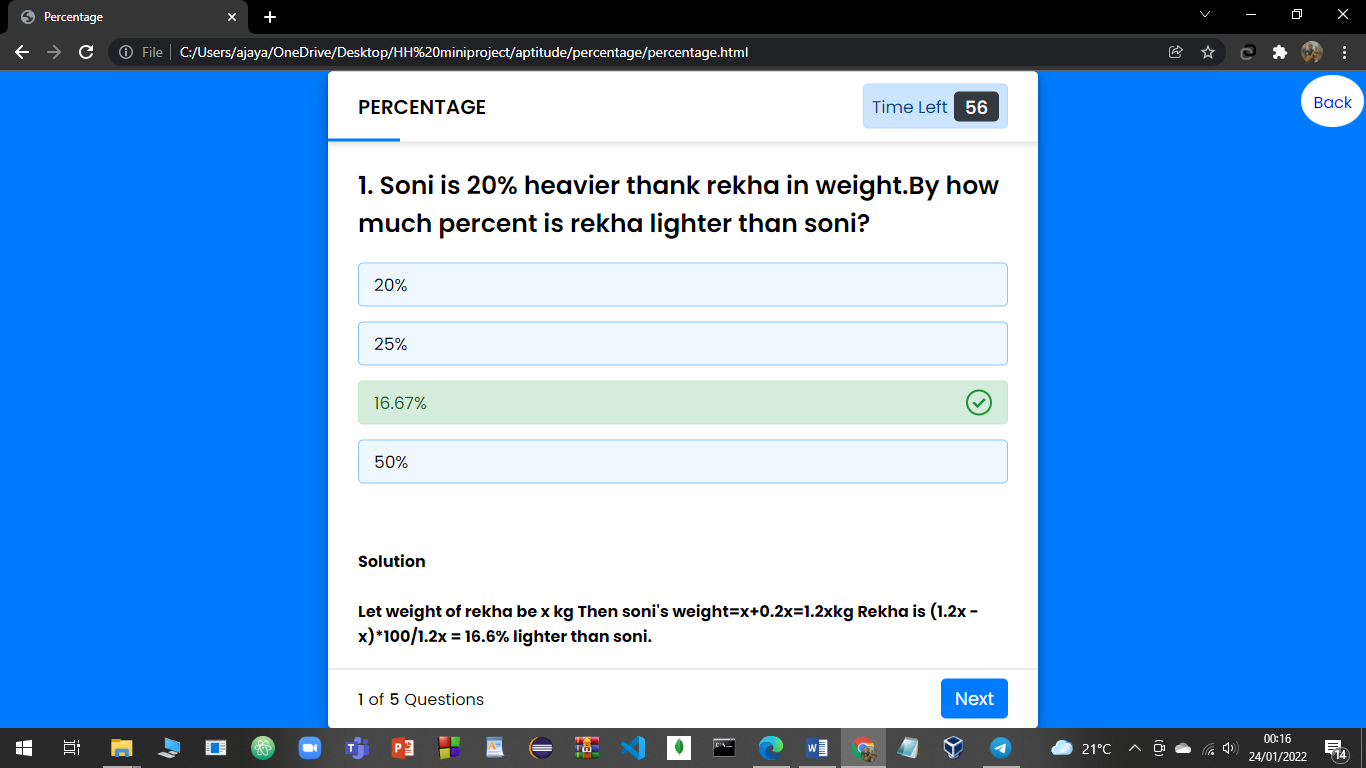 Percentage
File
C:/Users/ajaya/OneDrive/Desktop/HH%20miniproject/aptitude/percentage/percentage.html
PERCENTAGE
Time Left 56
Back
1. Soni is 20% heavier thank rekha in weight.By how
much percent is rekha lighter than soni?
20%
25%
16.67%
50%
Solution
Let weight of rekha be x kg Then soni's weight=x+0.2x=1.2xkg Rekha is (1.2x -
x)*100/1.2x = 16.6% lighter than soni.
1 of 5 Questions
Next
21°C
00:16
24/01/2022
14